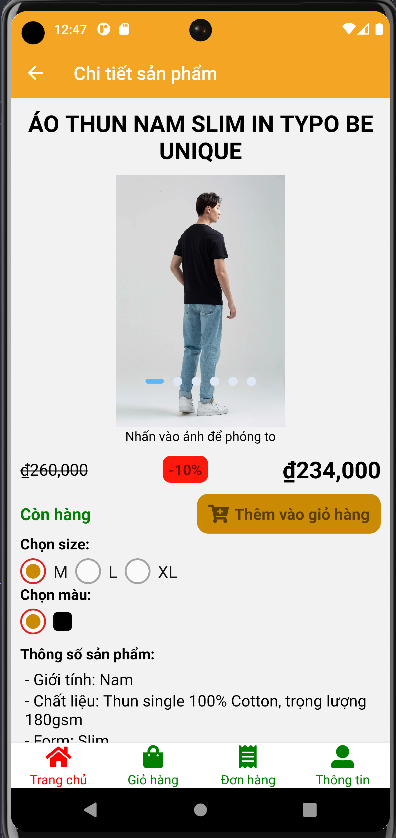 12:47
Chi tiết sản phẩm
ÁO THUN NAM SLIM IN TYPO BE
UNIQUE
Nhấn vào ảnh để phóng to
₫260,000
-10%
₫234,000
Còn hàng
Thêm vào giỏ hàng
Chọn size:
M
L
XL
Chọn màu:
Thông số sản phẩm:
- Giới tính: Nam
- Chất liệu: Thun single 100% Cotton, trọng lượng
180gsm
- Form: Slim
Trang chủ
Giỏ hàng
Đơn hàng
Thông tin